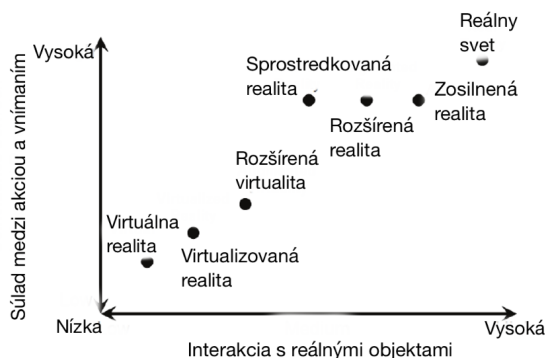 Reálny
svet
Vysoká
Sprostredkovaná
realita
Zosilnená
realita
Rozšírená
realita
Rozšírená
virtualita
Virtuálna
realita
Virtualizovaná
realita
Súlad medzi akciou a vnímaním
Nízka
Vysoká
Interakcia s reálnymi objektami